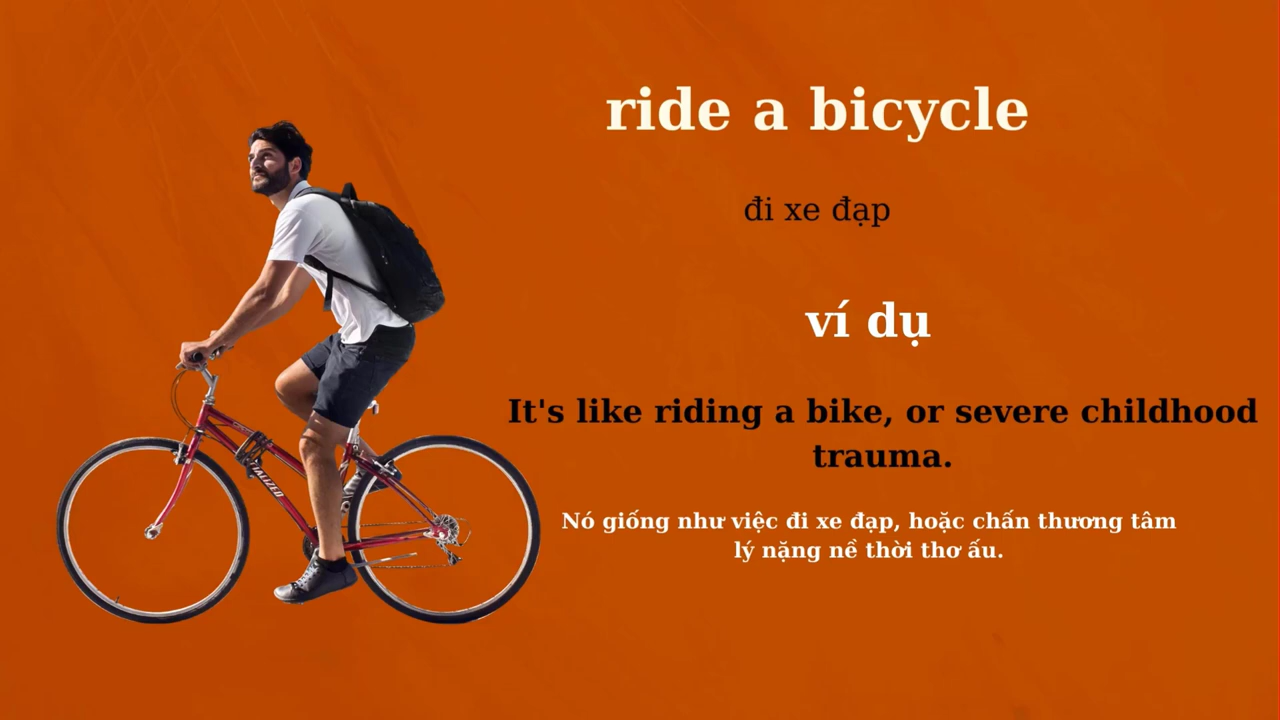 ride a bicycle
đi xe đạp
ví dụ
It's like riding a bike, or severe childhood
trauma.
Nó giống như việc đi xe đạp, hoặc chấn thương tâm
lý nặng nề thời thơ ấu.